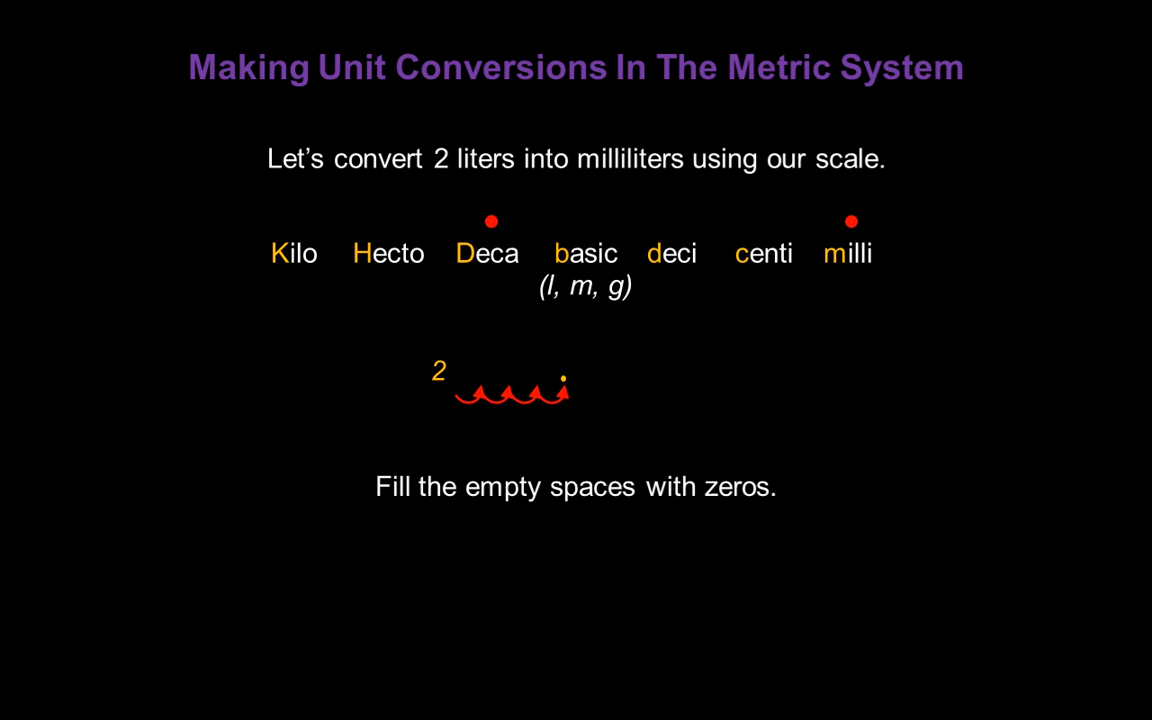 Making Unit Conversions In The Metric System
Let’s convert 2 liters into milliliters using our scale.
Kilo Hecto Deca basic deci centi milli
(l, m, g)
2 .
Fill the empty spaces with zeros.